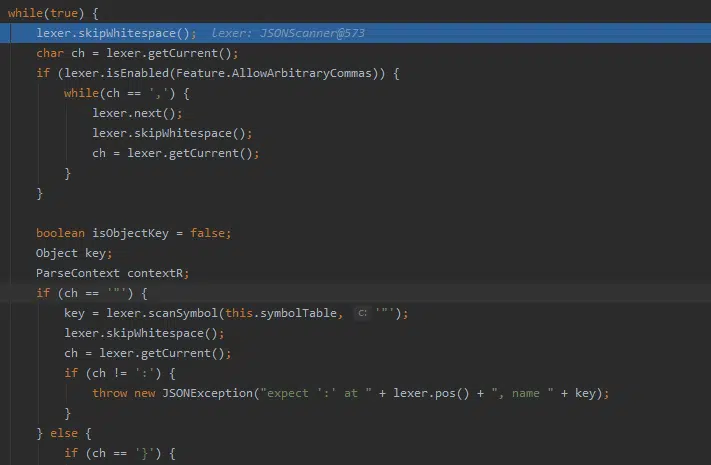 while(true) {
lexer.skipWhitespace(); lexer: JSONScanner@573
char ch = lexer.getCurrent();
if (lexer.isEnabled(Feature.AllowArbitraryCommas)) {
while(ch == ',') {
lexer.next();
lexer.skipWhitespace();
ch = lexer.getCurrent();
}
}
boolean isObjectKey = false;
Object key;
ParseContext contextR;
if (ch == '"') {
key = lexer.scanSymbol(this.symbolTable, c: '"');
lexer.skipWhitespace();
ch = lexer.getCurrent();
if (ch != ':') {
throw new JSONException("expect ':' at " + lexer.pos() + ", name " + key);
}
} else {
if (ch == '}') {